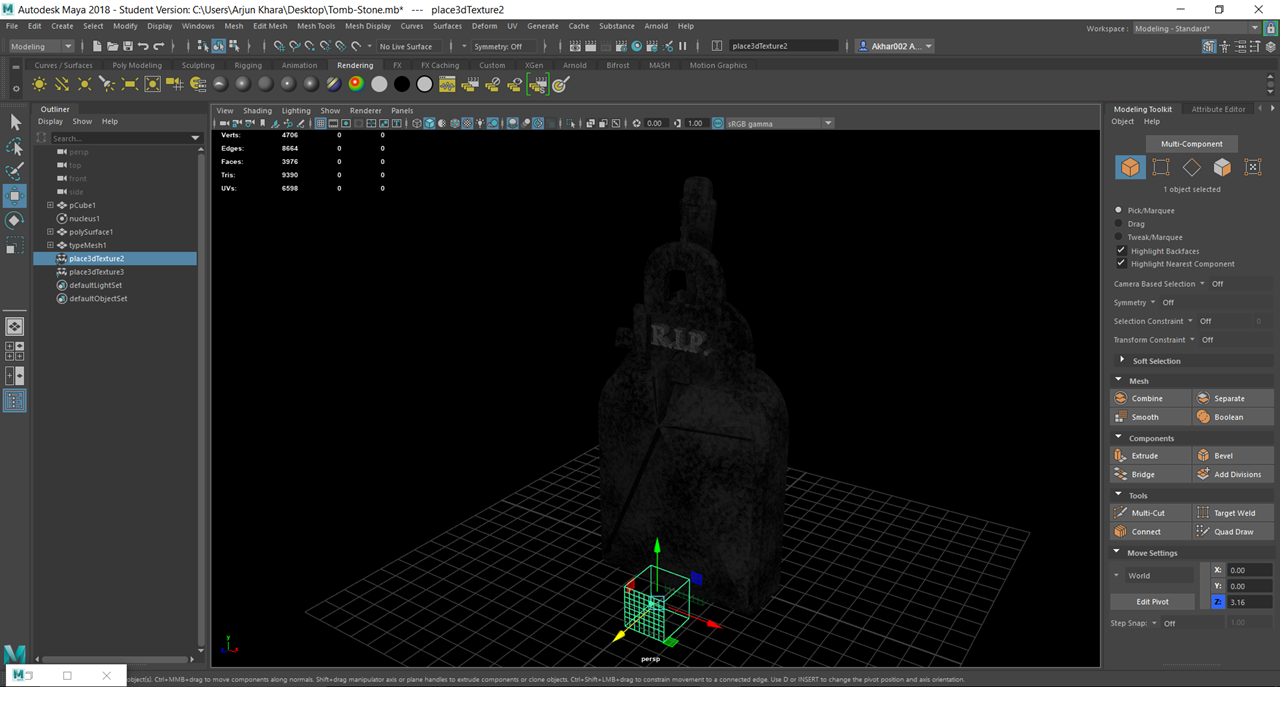 Autodesk Maya 2018 - Student Version: C:\Users\Arjun Khara\Desktop\Tomb-Stone.mb* --- place3dTexture2
File Edit Create Select Modify Display Windows Mesh Edit Mesh Mesh Tools Mesh Display Curves Surfaces Deform UV Generate Cache Substance Arnold Help
Workspace : Modeling - Standard*
Modeling No Live Surface Symmetry: Off place3dTexture2 Akhar002 A...
Curves / Surfaces Poly Modeling Sculpting Rigging Animation Rendering FX FX Caching Custom XGen Arnold Bifrost MASH Motion Graphics
Outliner
Display Show Help
Search...
persp
top
front
side
pCube1
nucleus1
polySurface1
typeMesh1
place3dTexture2
place3dTexture3
defaultLightSet
defaultObjectSet
View Shading Lighting Show Renderer Panels
0.00 1.00 sRGB gamma
Verts: 4706 0 0
Edges: 8664 0 0
Faces: 3976 0 0
Tris: 9390 0 0
UVs: 6598 0 0
R.I.P.
persp
Modeling Toolkit Attribute Editor
Object Help
Multi-Component
1 object selected
Pick/Marquee
Drag
Tweak/Marquee
Highlight Backfaces
Highlight Nearest Component
Camera Based Selection Off
Symmetry Off
Selection Constraint Off 0
Transform Constraint Off
Soft Selection
Mesh
Combine Separate
Smooth Boolean
Components
Extrude Bevel
Bridge Add Divisions
Tools
Multi-Cut Target Weld
Connect Quad Draw
Move Settings
World
X: 0.00
Y: 0.00
Z: 3.16
Edit Pivot
Step Snap: Off 1.00
object(s). Ctrl+MMB+drag to move components along normals. Shift+drag manipulator axis or plane handles to extrude components or clone objects. Ctrl+Shift+LMB+drag to constrain movement to a connected edge. Use D or INSERT to change the pivot position and axis orientation.